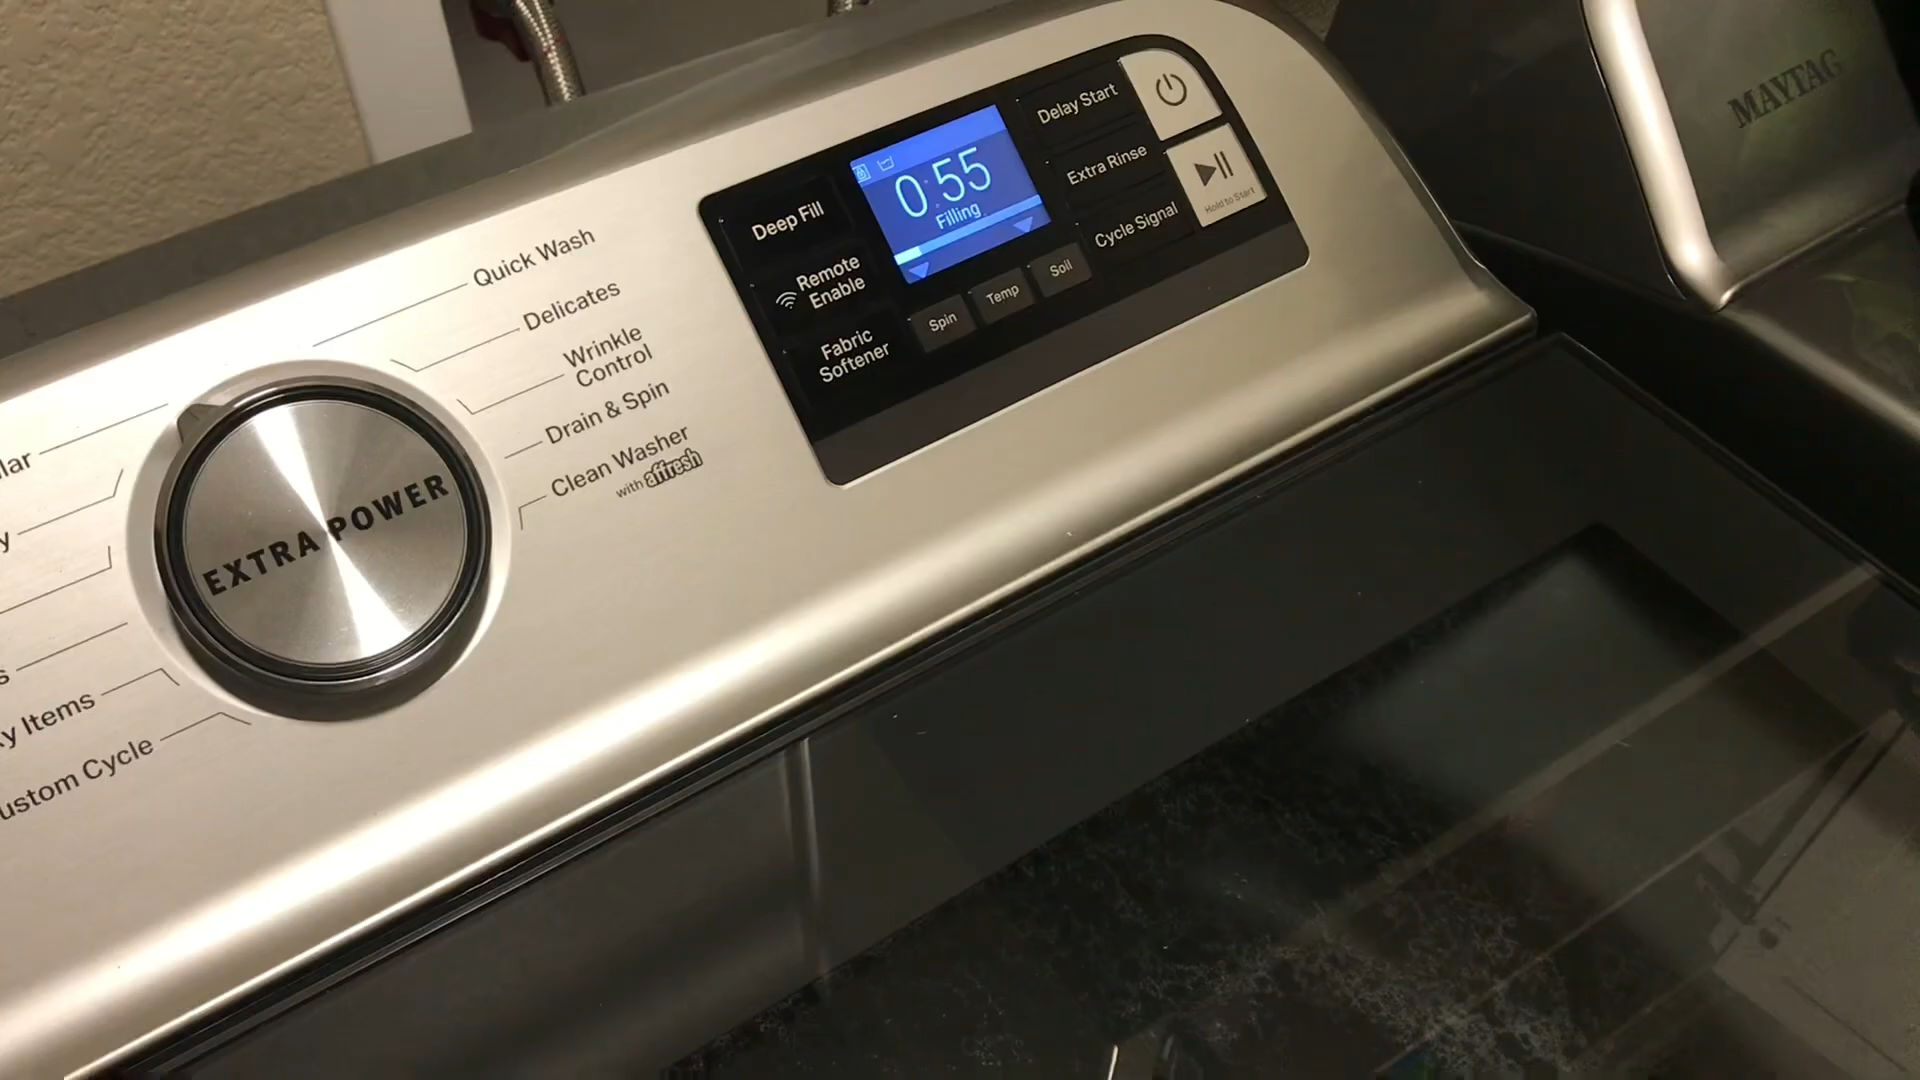 MAYTAG
Delay Start
Extra Rinse
Cycle Signal
Hold to Start
0:55
Filling
Deep Fill
Remote
Enable
Fabric
Softener
Spin
Temp
Soil
Quick Wash
Delicates
Wrinkle
Control
Drain & Spin
Clean Washer
with affresh
EXTRA POWER
lar
y
s
ky Items
ustom Cycle